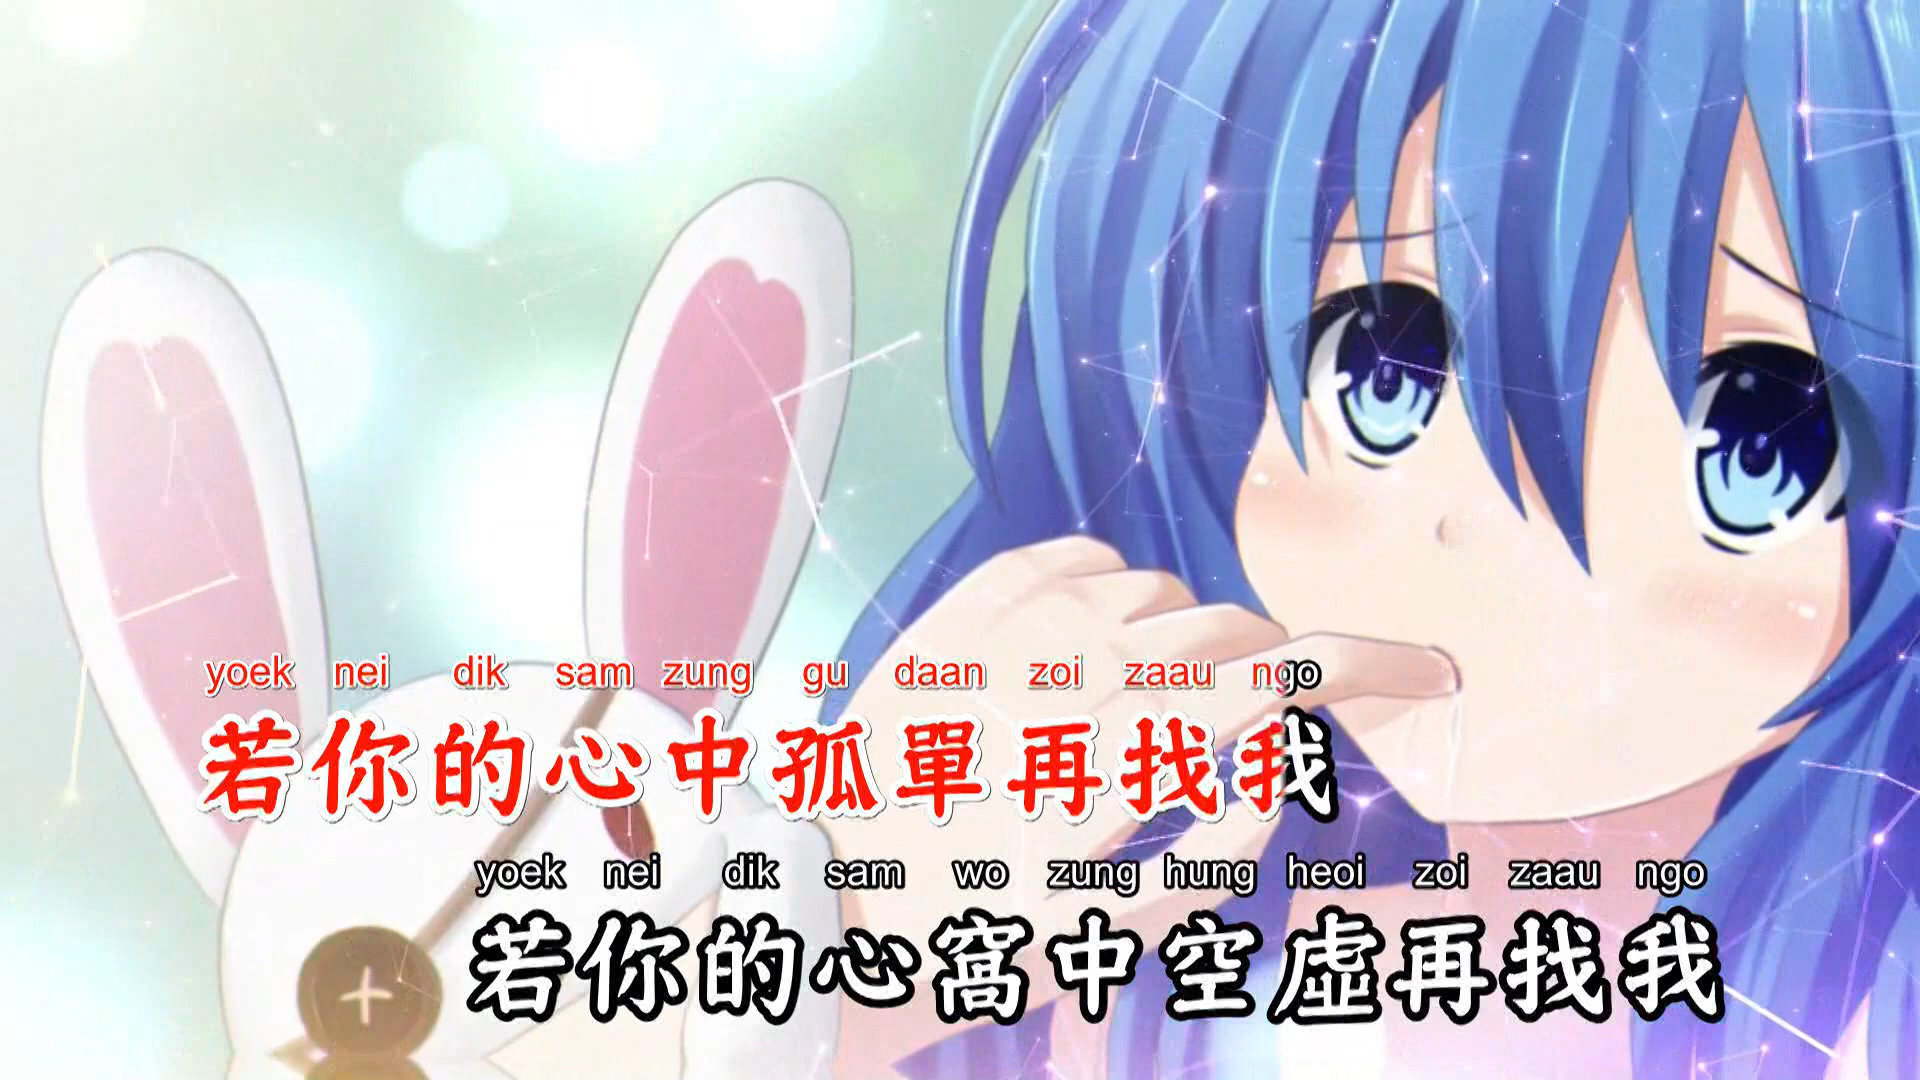 yoek nei dik sam zung gu daan zoi zaau ngo
若你的心中孤單再找我
yoek nei dik sam wo zung hung heoi zoi zaau ngo
若你的心窩中空虛再找我